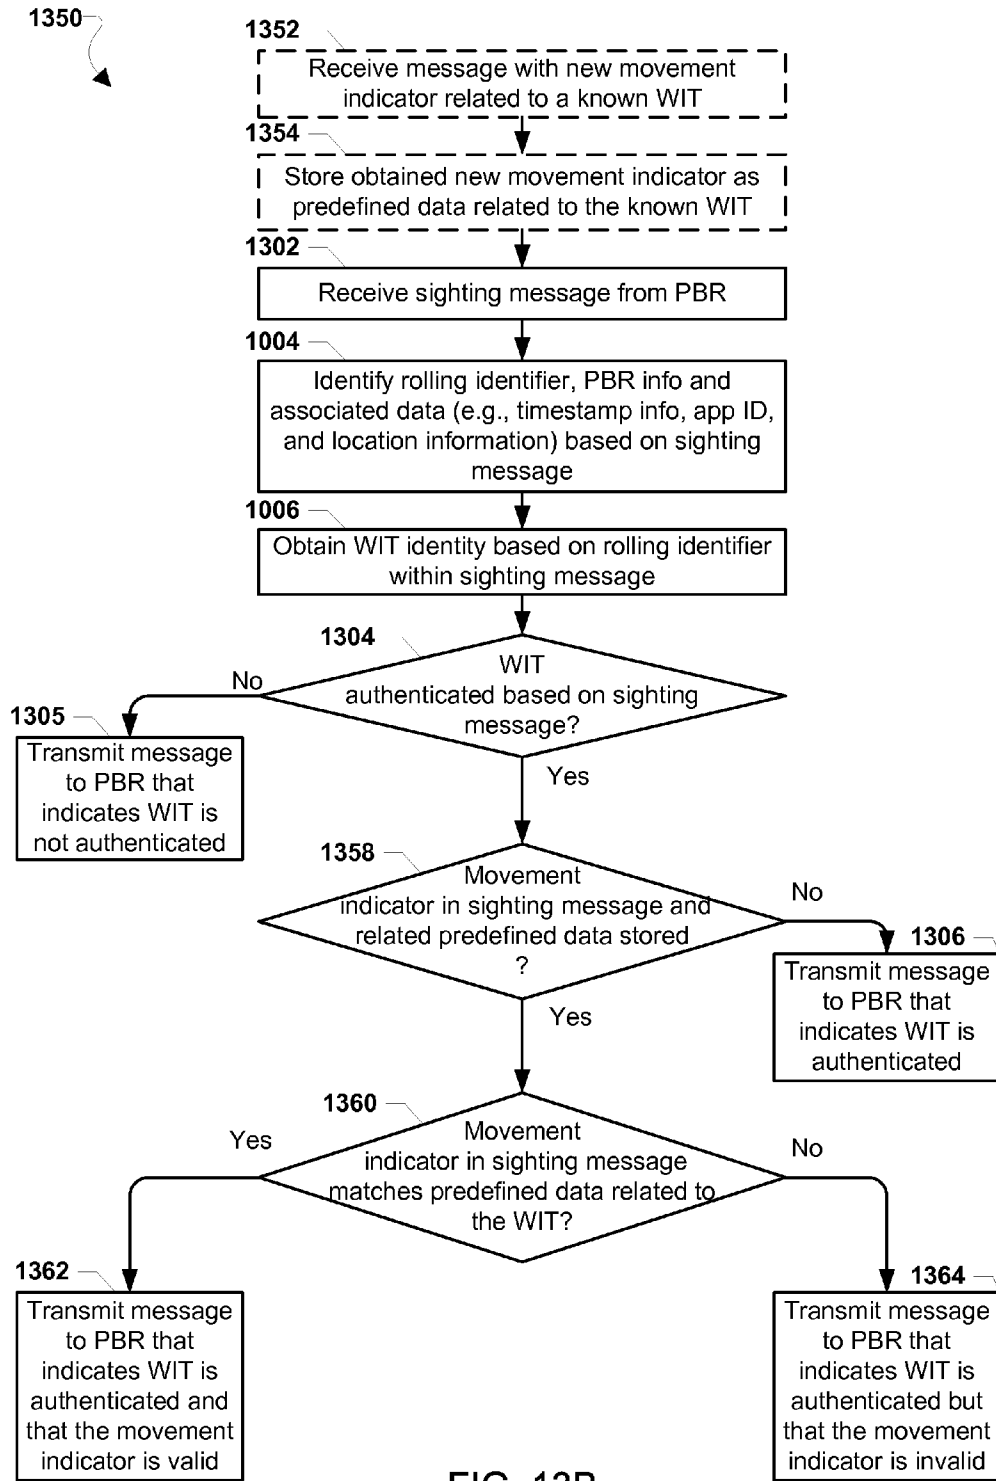 1350
1352
Receive message with new movement
indicator related to a known WIT
1354
Store obtained new movement indicator as
predefined data related to the known WIT
1302
Receive sighting message from PBR
1004
Identify rolling identifier, PBR info and
associated data (e.g., timestamp info, app ID,
and location information) based on sighting
message
1006
Obtain WIT identity based on rolling identifier
within sighting message
1304
WIT
authenticated based on sighting
message?
No
1305
Transmit message
to PBR that
indicates WIT is
not authenticated
Yes
1358
Movement
indicator in sighting message and
related predefined data stored
?
No
1306
Transmit message
to PBR that
indicates WIT is
authenticated
Yes
1360
Movement
indicator in sighting message
matches predefined data related to
the WIT?
Yes
No
1362
Transmit message
to PBR that
indicates WIT is
authenticated and
that the movement
indicator is valid
1364
Transmit message
to PBR that
indicates WIT is
authenticated but
that the movement
indicator is invalid
FIG. 13B